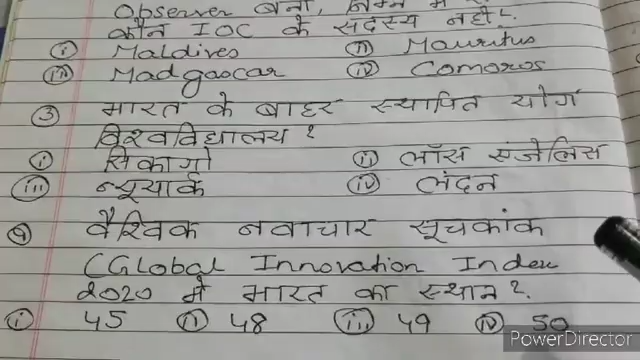 Observer बना, निम्न में से
कौन IOC के सदस्य नहीं?
(i) Maldives (ii) Mauritus
(iii) Madgascar (iv) Comoros
(3) भारत के बाहर स्थापित योग
विश्वविद्यालय?
(i) सिकागो (ii) लॉस एंजेलिस
(iii) न्यूयार्क (iv) लंदन
(4) वैश्विक नवाचार सूचकांक
(Global Innovation Index
2020 में भारत का स्थान?
(i) 45 (ii) 48 (iii) 49 (iv) 50
PowerDirector